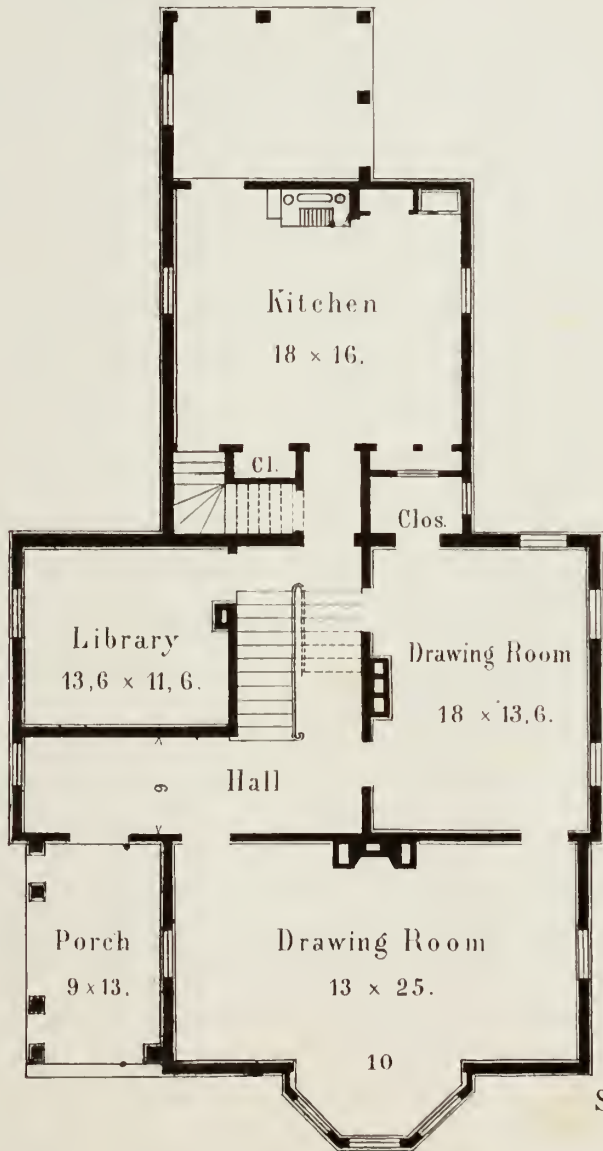 Kitchen
18 × 16.
Cl.
Clos.
Library
13,6 × 11, 6.
Drawing Room
18 × 13,6.
Hall
6
Porch
9 × 13.
Drawing Room
13 × 25.
10
S